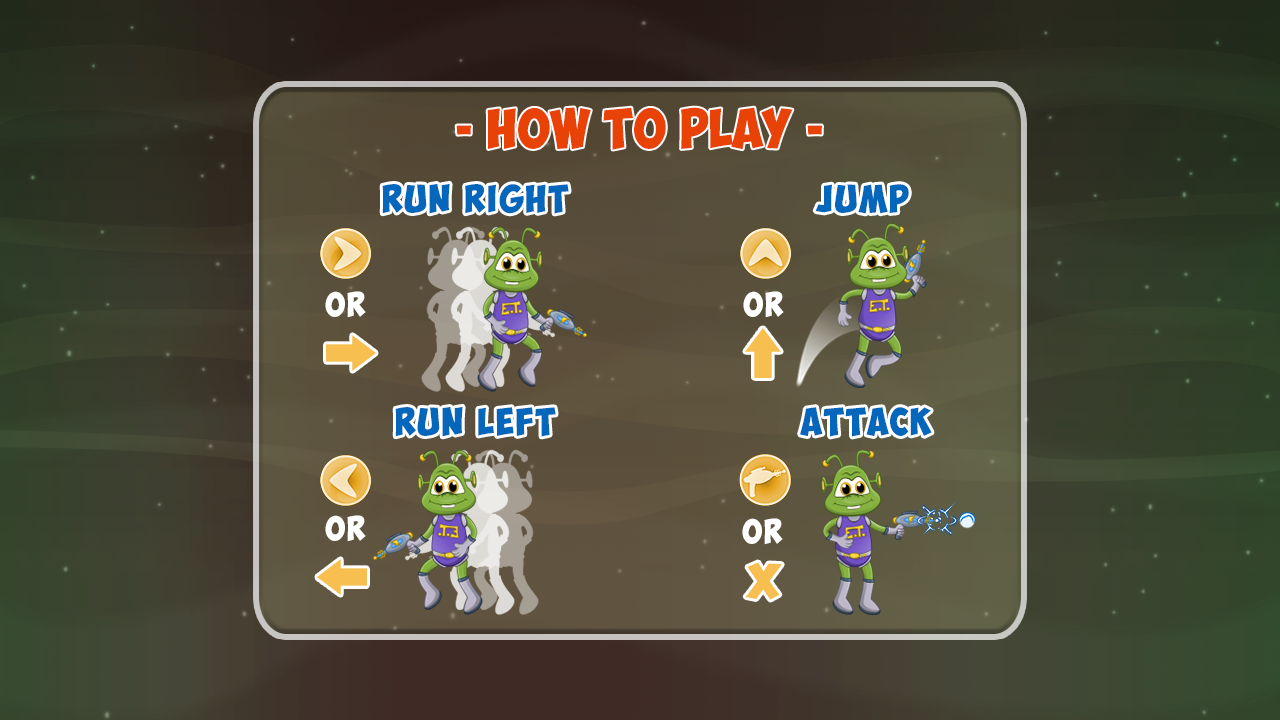 - HOW TO PLAY -
RUN RIGHT
OR
E.T.
JUMP
OR
E.T.
RUN LEFT
OR
E.T.
ATTACK
OR
X
E.T.